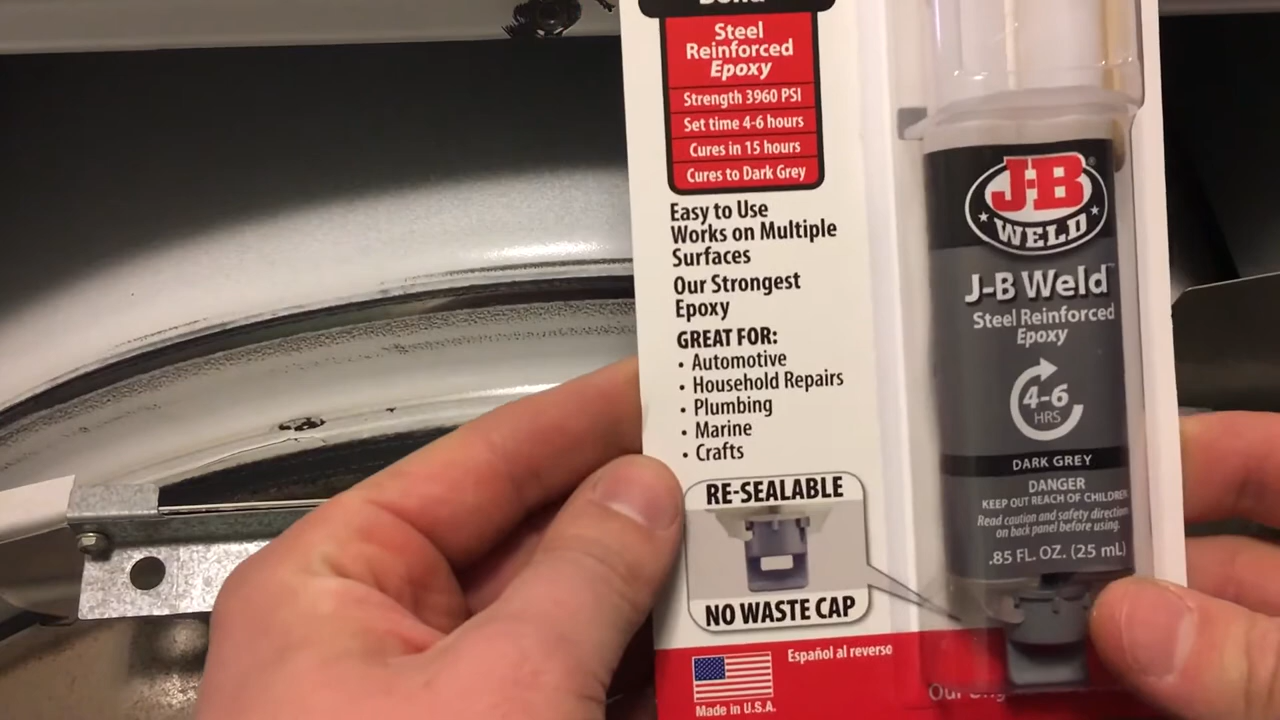 Bond
Steel
Reinforced
Epoxy
Strength 3960 PSI
Set time 4-6 hours
Cures in 15 hours
Cures to Dark Grey
Easy to Use
Works on Multiple
Surfaces
Our Strongest
Epoxy
GREAT FOR:
• Automotive
• Household Repairs
• Plumbing
• Marine
• Crafts
RE-SEALABLE
NO WASTE CAP
Español al reverso
Made in U.S.A.
J-B
WELD
®
J-B Weld™
Steel Reinforced
Epoxy
4-6
HRS
DARK GREY
DANGER
KEEP OUT REACH OF CHILDREN
Read caution and safety direction
on back panel before using.
.85 FL. OZ. (25 mL)
Our